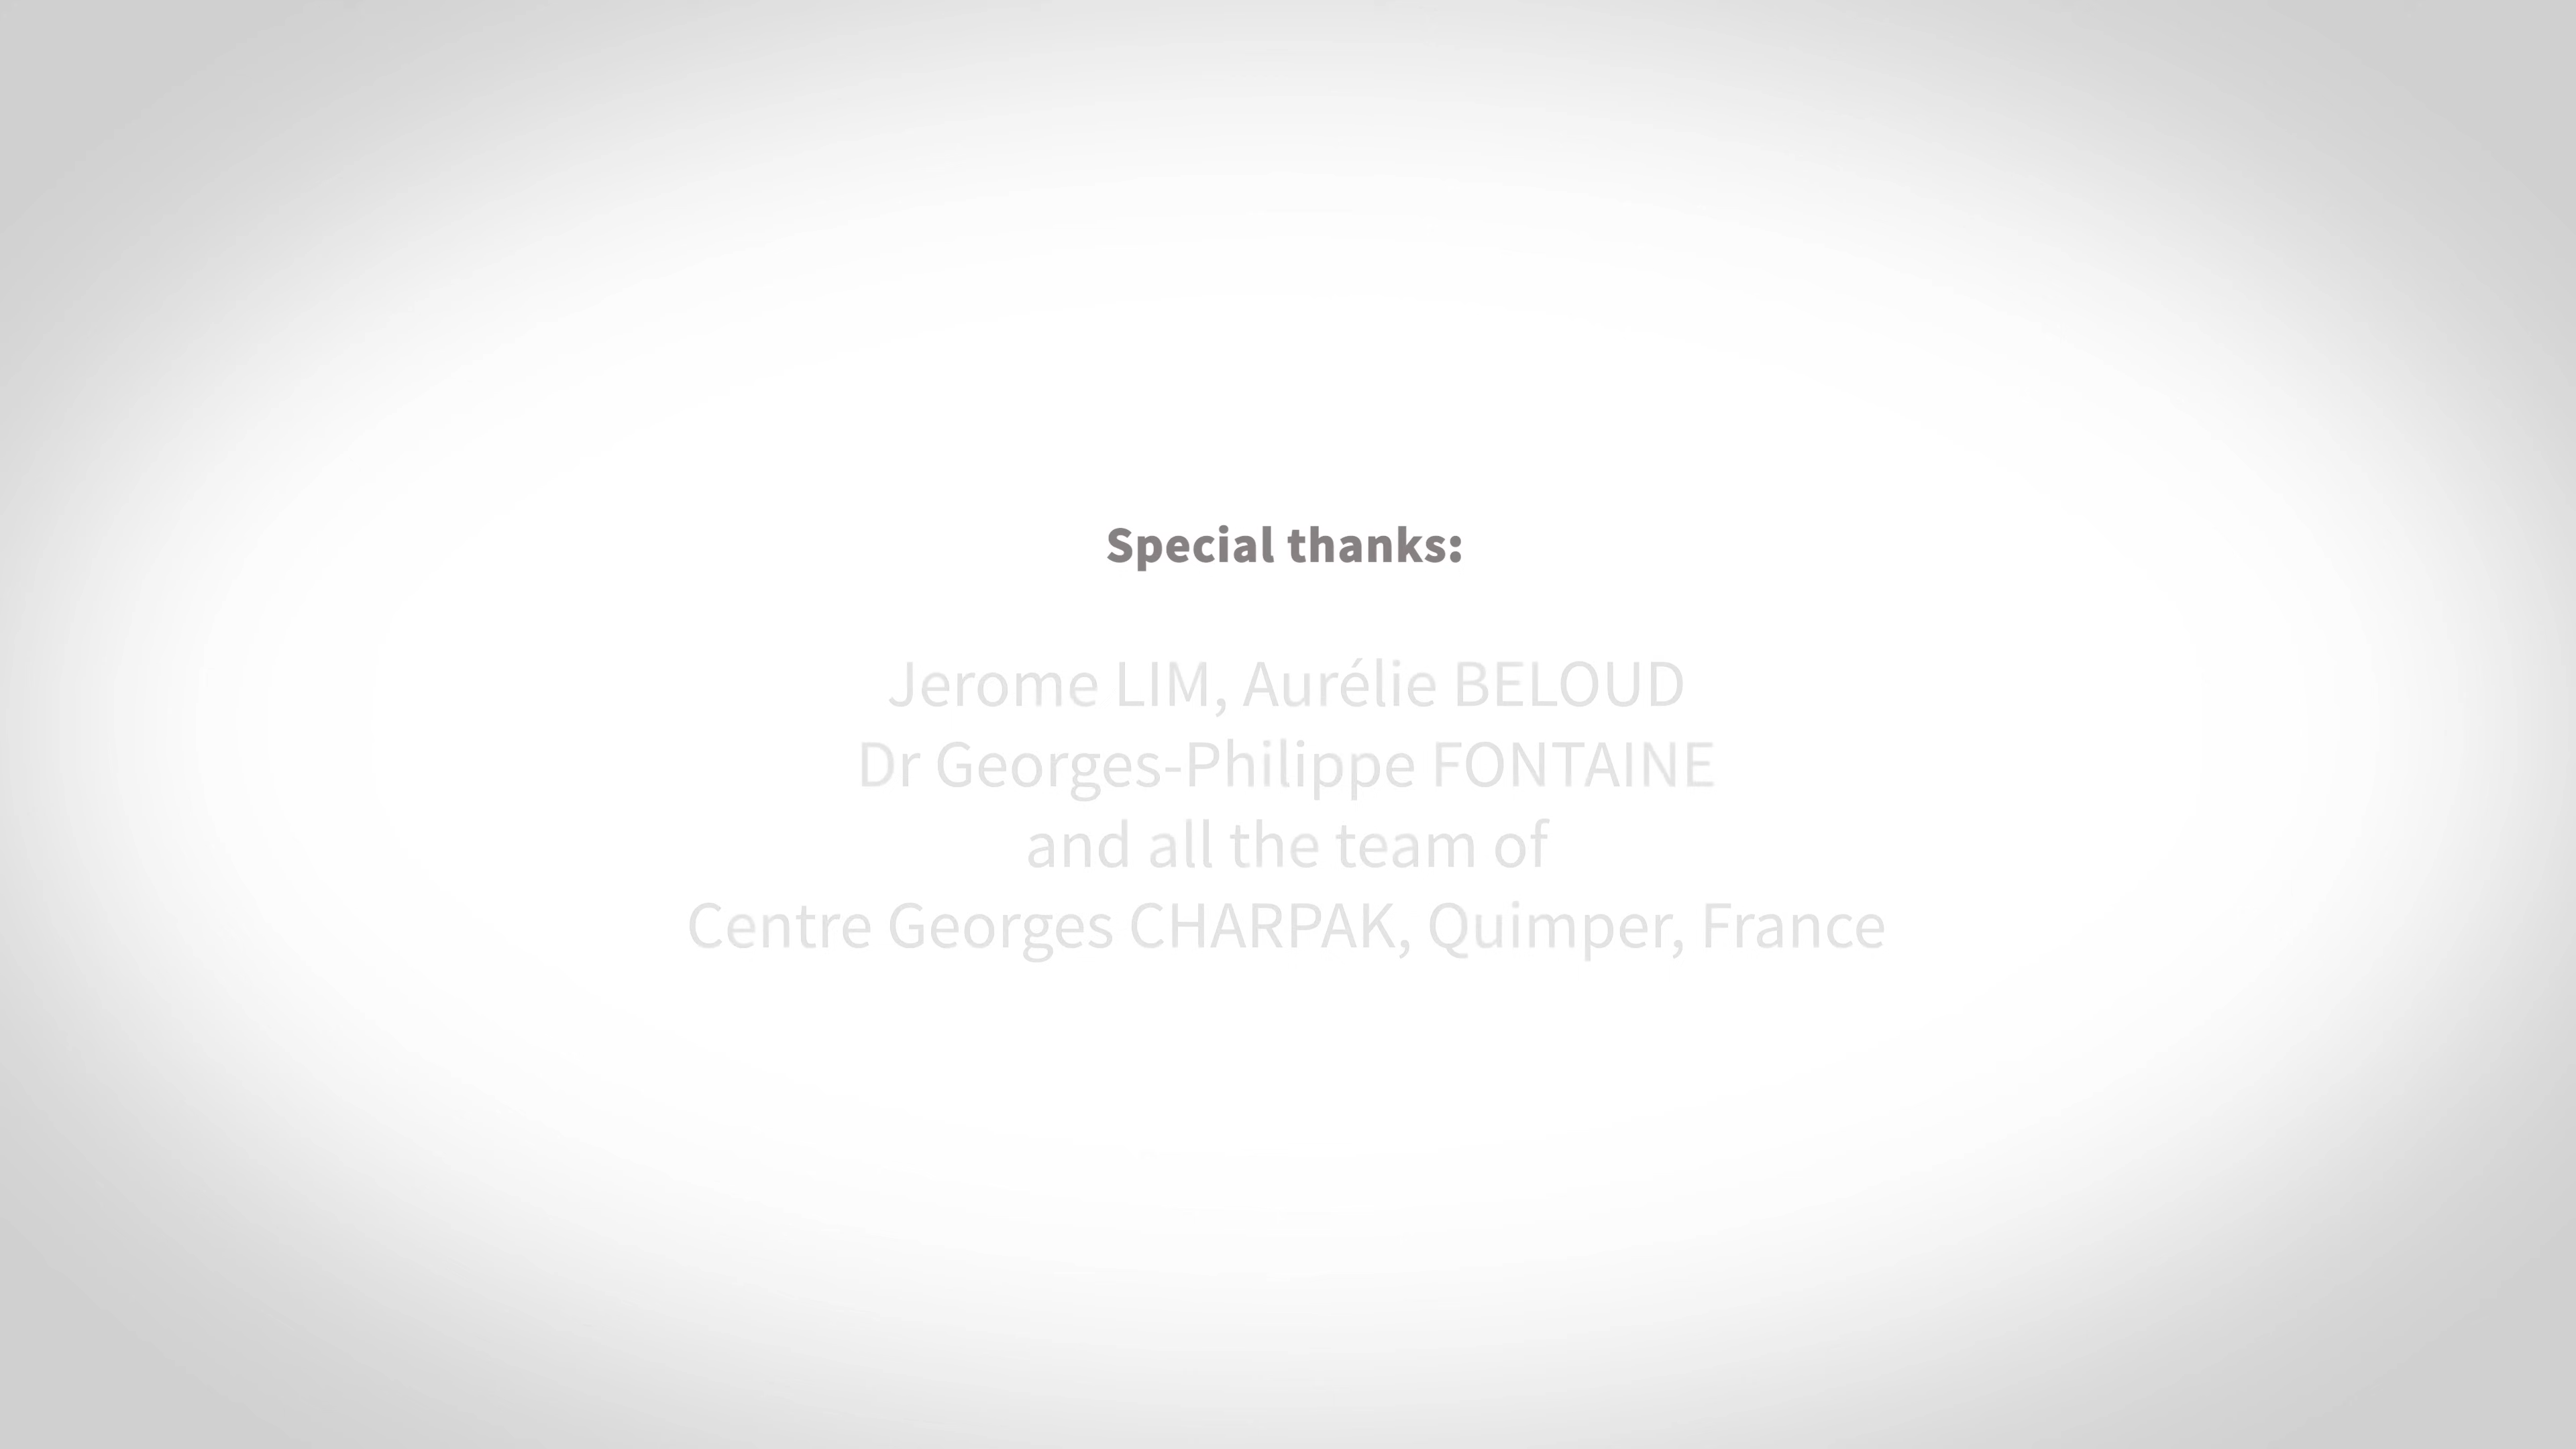 Special thanks:
Jerome LIM, Aurélie BELOUD
Dr Georges-Philippe FONTAINE
and all the team of
Centre Georges CHARPAK, Quimper, France